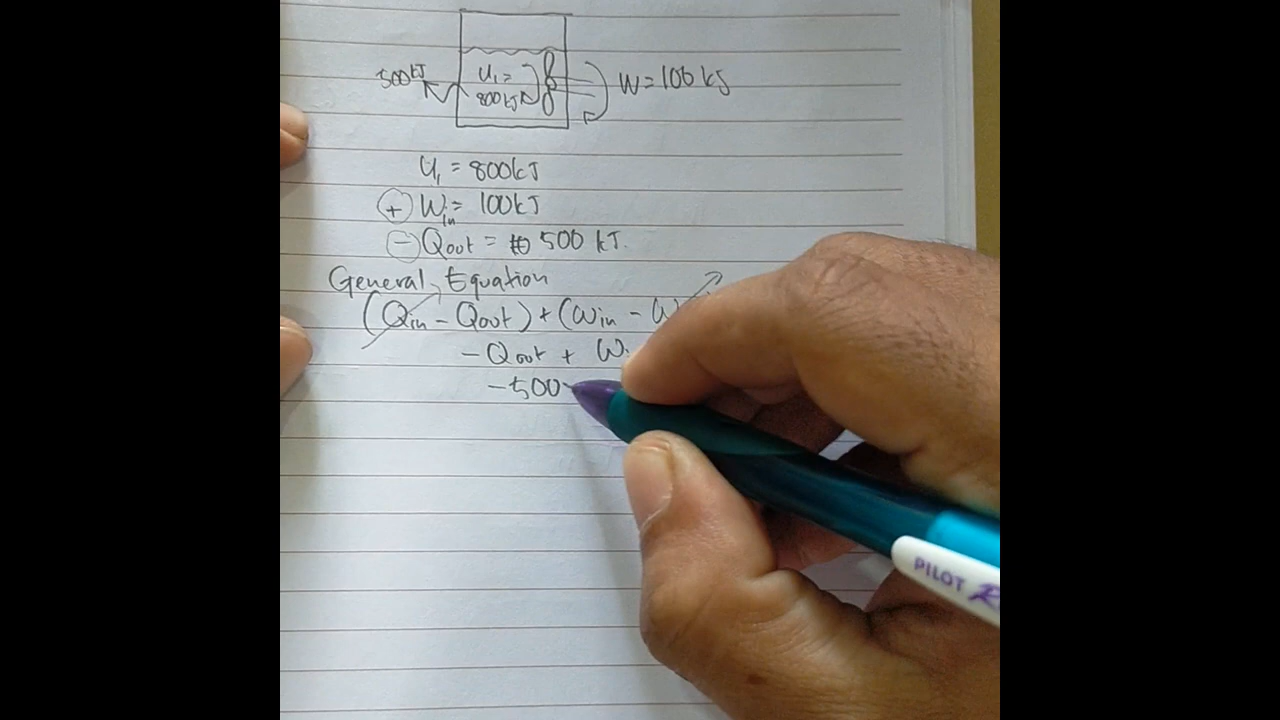 500kJ
U₁ =
800kJ
W = 100 kJ
U₁ = 800kJ
(+) Win = 100kJ
(−) Qout = 500 kJ.
General Equation
(Qin − Qout) + (Win − W
− Qout + W
−500
PILOT